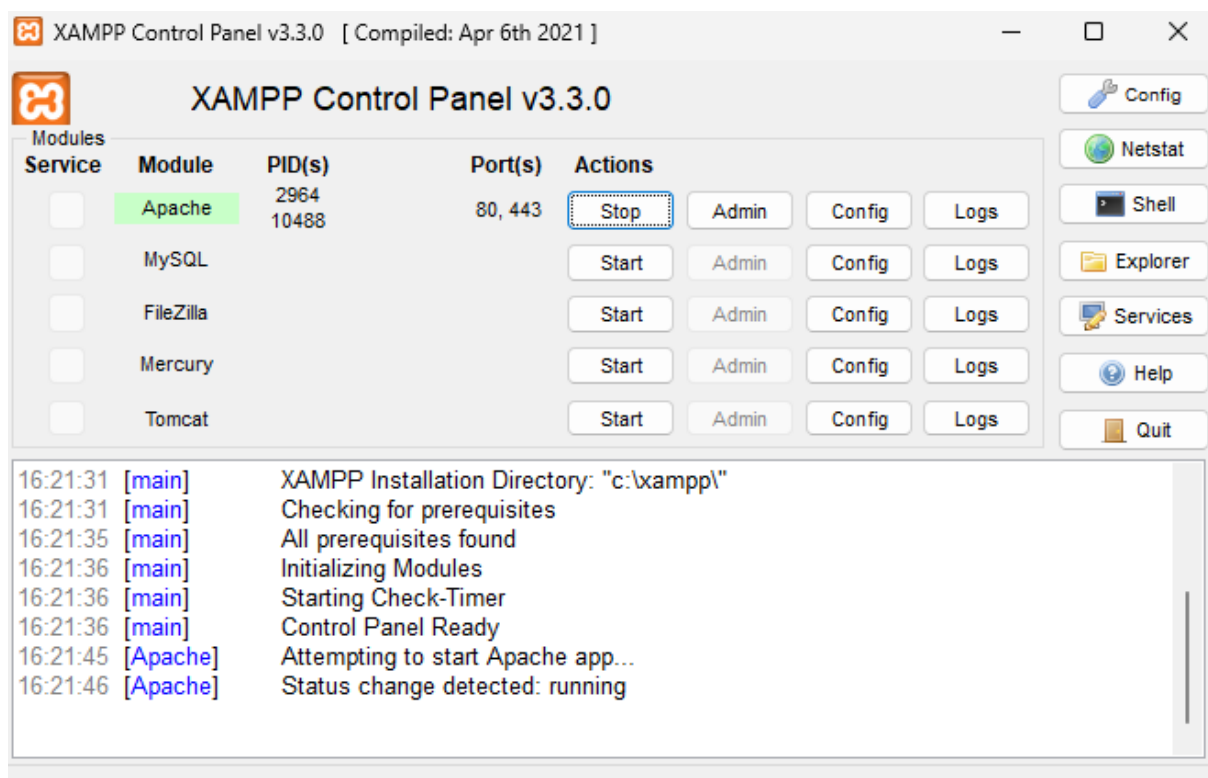 XAMPP Control Panel v3.3.0 [ Compiled: Apr 6th 2021 ]
XAMPP Control Panel v3.3.0
Config
Netstat
Shell
Explorer
Services
Help
Quit
Modules
Service Module PID(s) Port(s) Actions
Apache 2964 10488 80, 443 Stop Admin Config Logs
MySQL Start Admin Config Logs
FileZilla Start Admin Config Logs
Mercury Start Admin Config Logs
Tomcat Start Admin Config Logs
16:21:31 [main] XAMPP Installation Directory: "c:\xampp\"
16:21:31 [main] Checking for prerequisites
16:21:35 [main] All prerequisites found
16:21:36 [main] Initializing Modules
16:21:36 [main] Starting Check-Timer
16:21:36 [main] Control Panel Ready
16:21:45 [Apache] Attempting to start Apache app...
16:21:46 [Apache] Status change detected: running